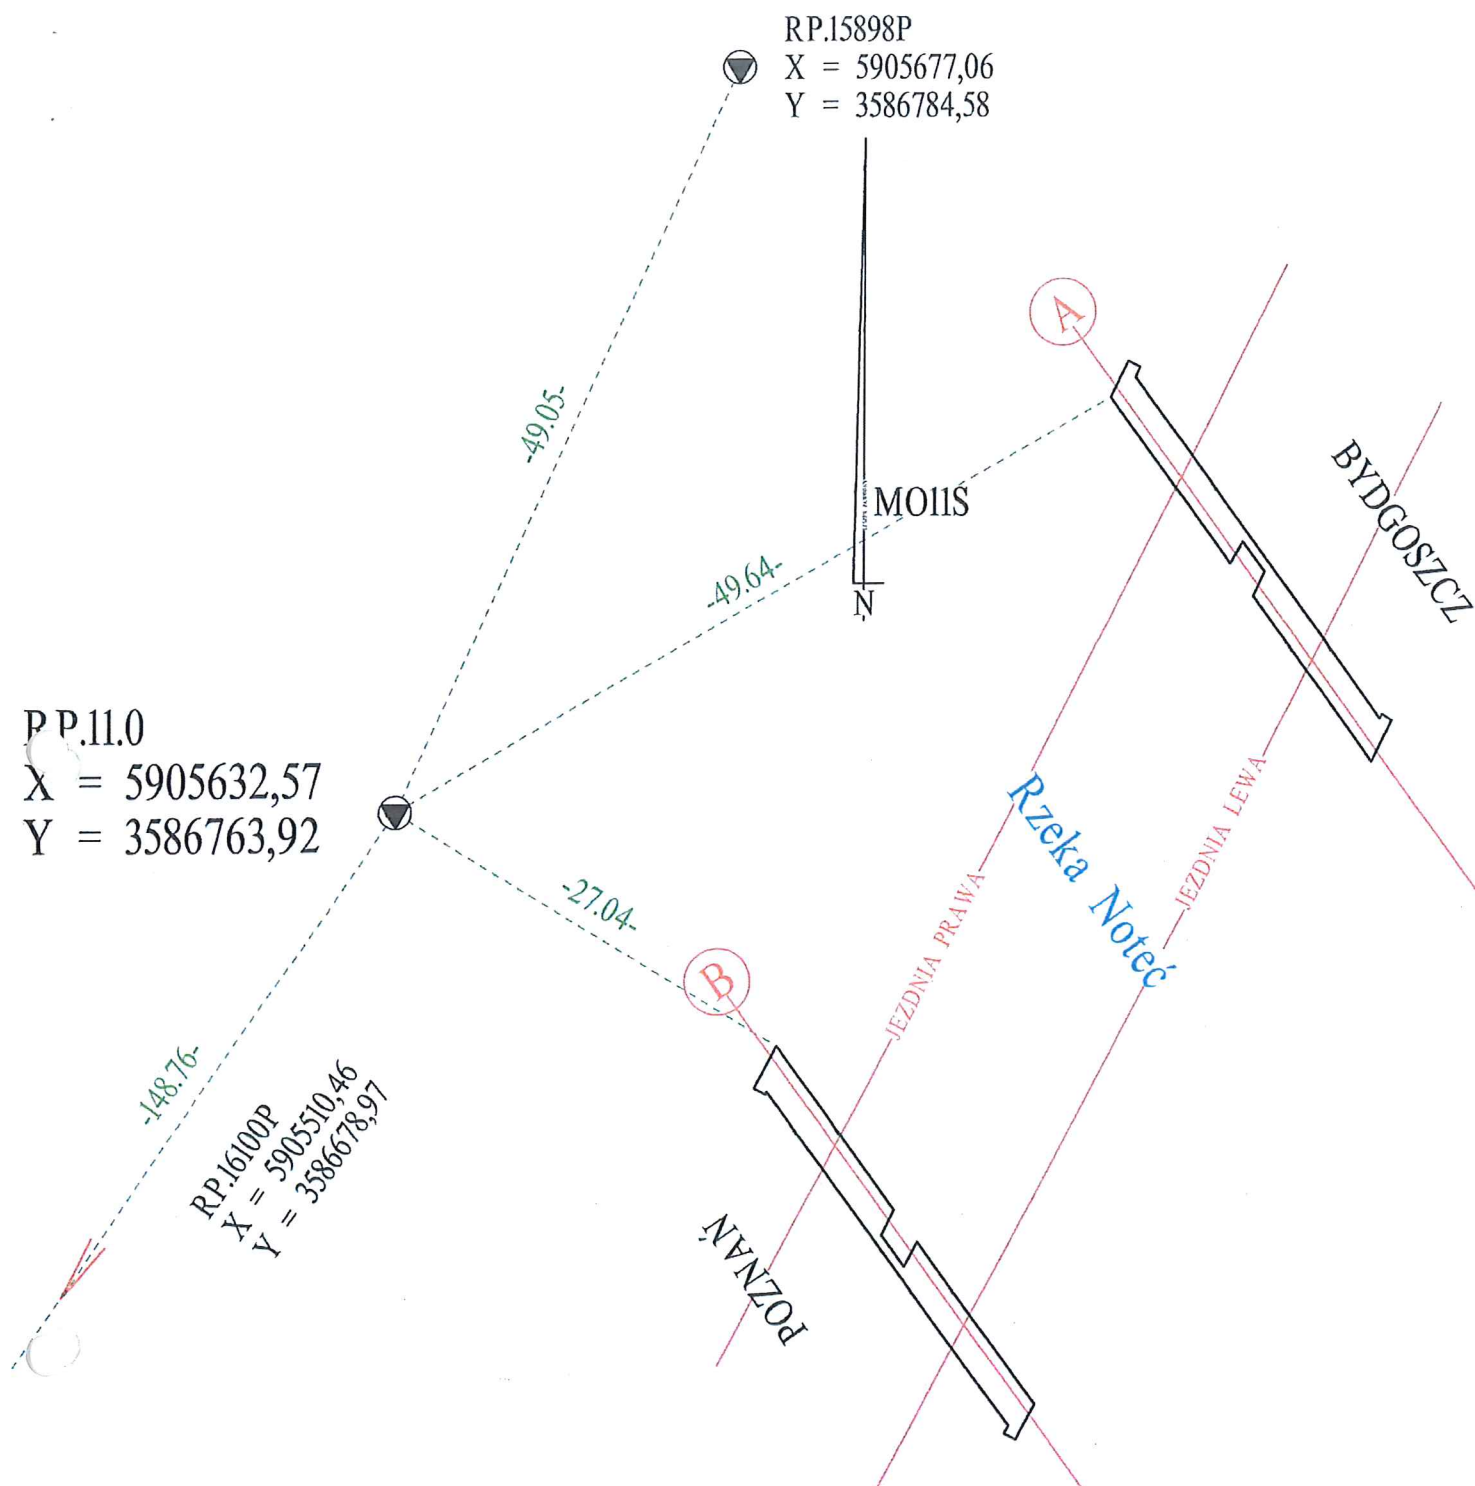 RP.15898P
X = 5905677,06
Y = 3586784,58
A
-49.05-
BYDGOSZCZ
MO11S
-49.64-
N
RP.11.0
X = 5905632,57
Y = 3586763,92
Rzeka Noteć
JEZDNIA LEWA
JEZDNIA PRAWA
-27.04-
B
-148.76-
RP.16100P
X = 5905510,46
Y = 3586678,97
POZNAŃ